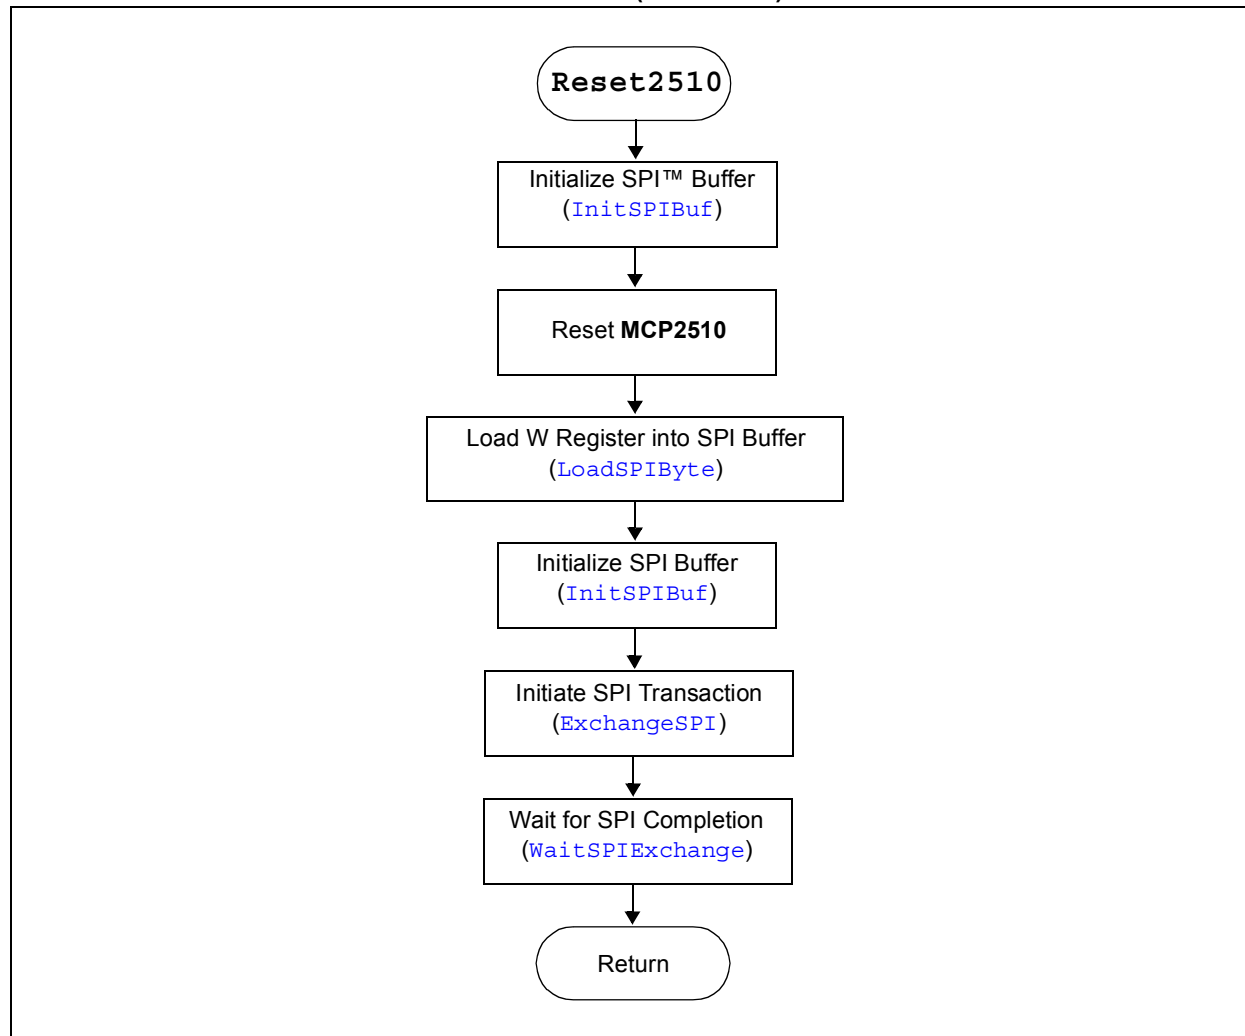 Reset2510
Initialize SPI™ Buffer
(InitSPIBuf)
Reset MCP2510
Load W Register into SPI Buffer
(LoadSPIByte)
Initialize SPI Buffer
(InitSPIBuf)
Initiate SPI Transaction
(ExchangeSPI)
Wait for SPI Completion
(WaitSPIExchange)
Return